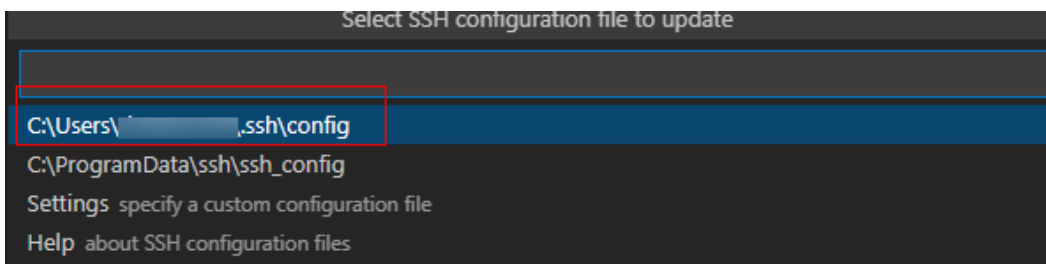 Select SSH configuration file to update
C:\Users\ .ssh\config
C:\ProgramData\ssh\ssh_config
Settings specify a custom configuration file
Help about SSH configuration files